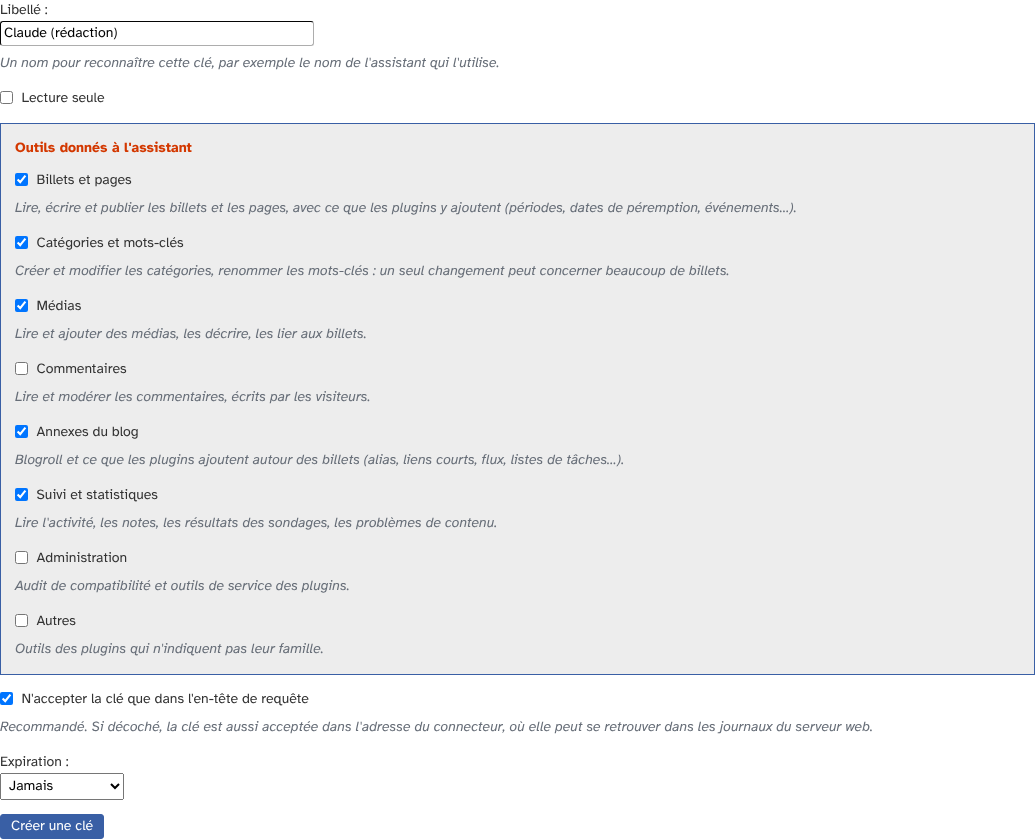 Libellé :
Claude (rédaction)
Un nom pour reconnaître cette clé, par exemple le nom de l'assistant qui l'utilise.
Lecture seule
Outils donnés à l'assistant
Billets et pages
Lire, écrire et publier les billets et les pages, avec ce que les plugins y ajoutent (périodes, dates de péremption, événements...).
Catégories et mots-clés
Créer et modifier les catégories, renommer les mots-clés : un seul changement peut concerner beaucoup de billets.
Médias
Lire et ajouter des médias, les décrire, les lier aux billets.
Commentaires
Lire et modérer les commentaires, écrits par les visiteurs.
Annexes du blog
Blogroll et ce que les plugins ajoutent autour des billets (alias, liens courts, flux, listes de tâches...).
Suivi et statistiques
Lire l'activité, les notes, les résultats des sondages, les problèmes de contenu.
Administration
Audit de compatibilité et outils de service des plugins.
Autres
Outils des plugins qui n'indiquent pas leur famille.
N'accepter la clé que dans l'en-tête de requête
Recommandé. Si décoché, la clé est aussi acceptée dans l'adresse du connecteur, où elle peut se retrouver dans les journaux du serveur web.
Expiration :
Jamais
Créer une clé